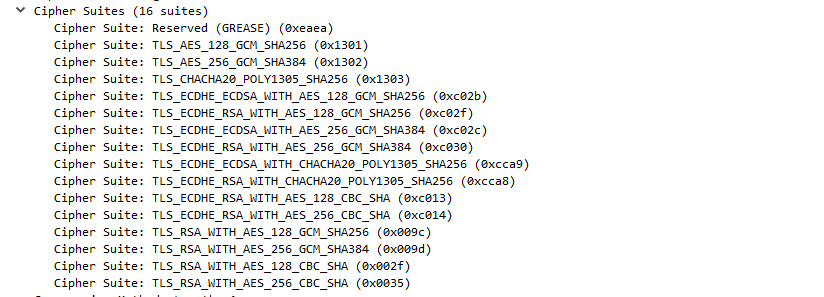 Cipher Suites (16 suites)
Cipher Suite: Reserved (GREASE) (0xeaea)
Cipher Suite: TLS_AES_128_GCM_SHA256 (0x1301)
Cipher Suite: TLS_AES_256_GCM_SHA384 (0x1302)
Cipher Suite: TLS_CHACHA20_POLY1305_SHA256 (0x1303)
Cipher Suite: TLS_ECDHE_ECDSA_WITH_AES_128_GCM_SHA256 (0xc02b)
Cipher Suite: TLS_ECDHE_RSA_WITH_AES_128_GCM_SHA256 (0xc02f)
Cipher Suite: TLS_ECDHE_ECDSA_WITH_AES_256_GCM_SHA384 (0xc02c)
Cipher Suite: TLS_ECDHE_RSA_WITH_AES_256_GCM_SHA384 (0xc030)
Cipher Suite: TLS_ECDHE_ECDSA_WITH_CHACHA20_POLY1305_SHA256 (0xcca9)
Cipher Suite: TLS_ECDHE_RSA_WITH_CHACHA20_POLY1305_SHA256 (0xcca8)
Cipher Suite: TLS_ECDHE_RSA_WITH_AES_128_CBC_SHA (0xc013)
Cipher Suite: TLS_ECDHE_RSA_WITH_AES_256_CBC_SHA (0xc014)
Cipher Suite: TLS_RSA_WITH_AES_128_GCM_SHA256 (0x009c)
Cipher Suite: TLS_RSA_WITH_AES_256_GCM_SHA384 (0x009d)
Cipher Suite: TLS_RSA_WITH_AES_128_CBC_SHA (0x002f)
Cipher Suite: TLS_RSA_WITH_AES_256_CBC_SHA (0x0035)